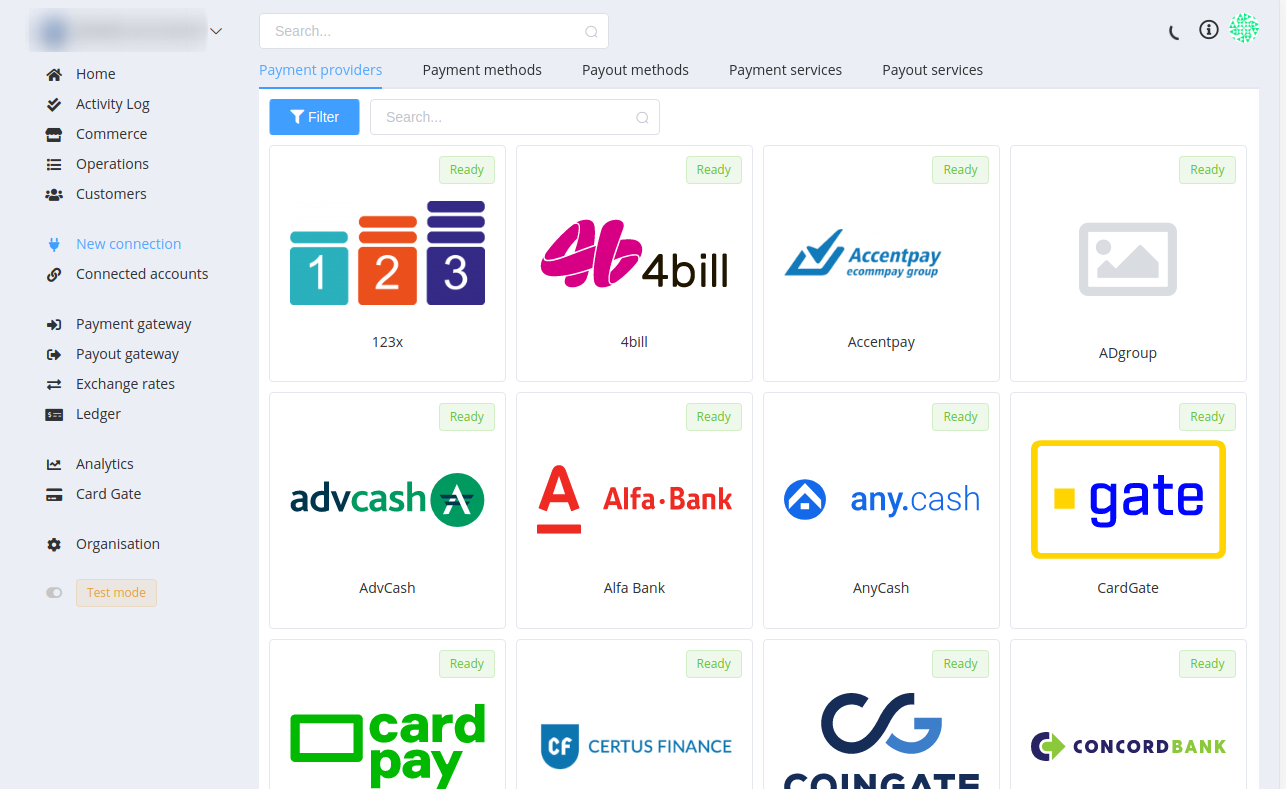 Search...
Home
Activity Log
Commerce
Operations
Customers
New connection
Connected accounts
Payment gateway
Payout gateway
Exchange rates
Ledger
Analytics
Card Gate
Organisation
Test mode
Payment providers Payment methods Payout methods Payment services Payout services
Filter Search...
Ready Ready Ready Ready
1 2 3
4bill
Accentpay
ecommpay group
123x 4bill Accentpay ADgroup
Ready Ready Ready Ready
advcash
A Alfa·Bank
any.cash
gate
AdvCash Alfa Bank AnyCash CardGate
Ready Ready Ready Ready
card
pay
CF CERTUS FINANCE
CG
COINGATE
CONCORDBANK